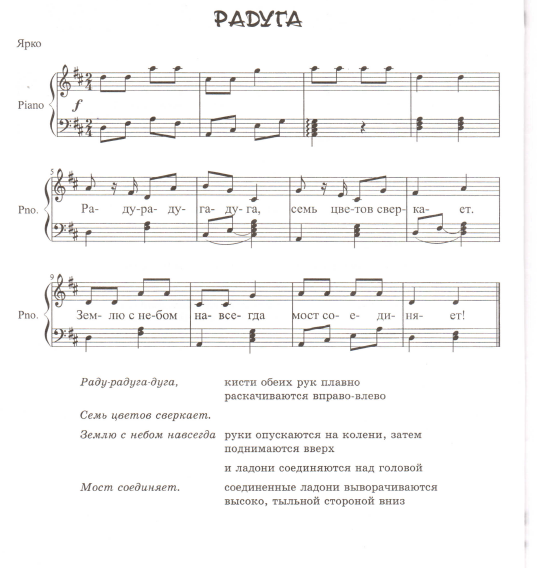 РАДУГА
Ярко
Piano
f
5
Pno.
Ра- ду-ра- ду- га- ду- га, семь цве-тов свер- ка- ет.
9
Pno.
Зем- лю с не-бом на- все- гда мост со- е- ди- ня- ет!
Раду-радуга-дуга, кисти обеих рук плавно
раскачиваются вправо-влево
Семь цветов сверкает.
Землю с небом навсегда руки опускаются на колени, затем
поднимаются вверх
и ладони соединяются над головой
Мост соединяет. соединенные ладони выворачиваются
высоко, тыльной стороной вниз